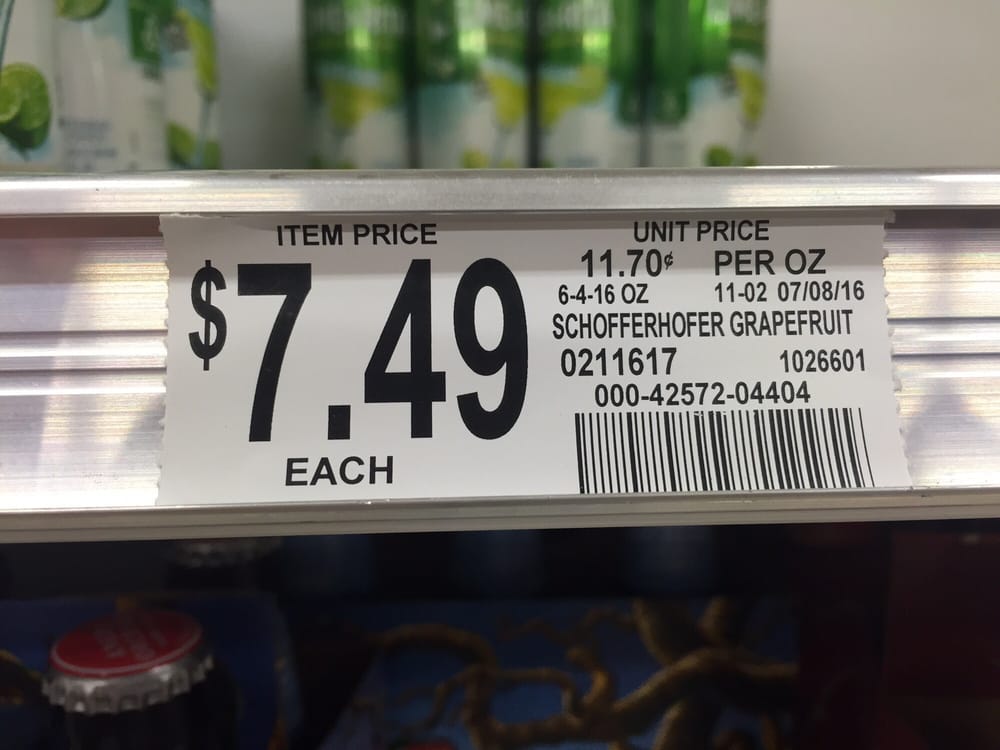 ITEM PRICE
$7.49
EACH
UNIT PRICE
11.70¢ PER OZ
6-4-16 OZ 11-02 07/08/16
SCHOFFERHOFER GRAPEFRUIT
0211617 1026601
000-42572-04404